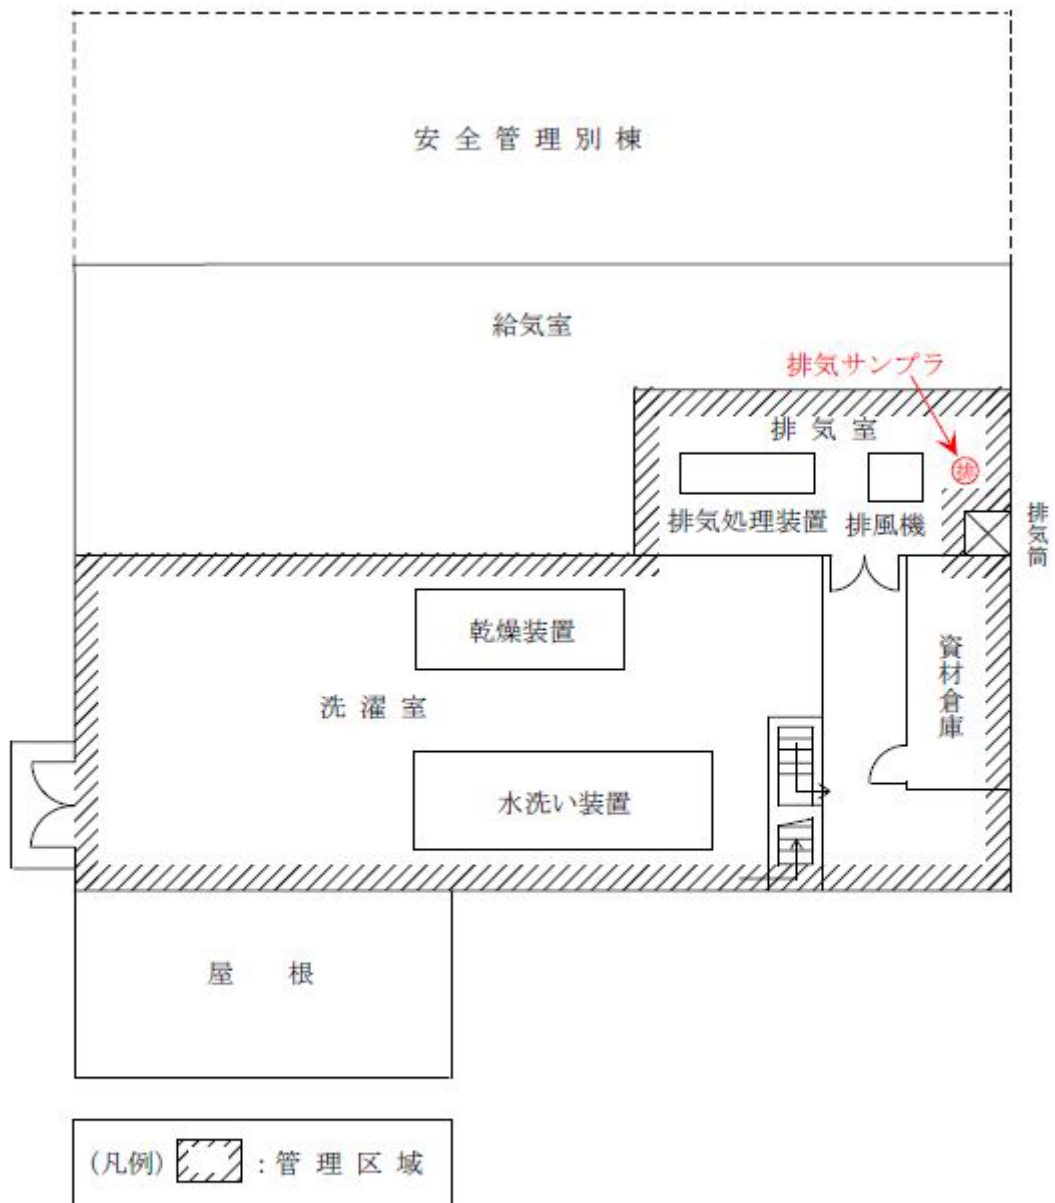 安全管理別棟
給気室
排気サンプラ
排気室
排
排気処理装置
排風機
排気筒
乾燥装置
資材倉庫
洗濯室
水洗い装置
屋根
(凡例) : 管理区域